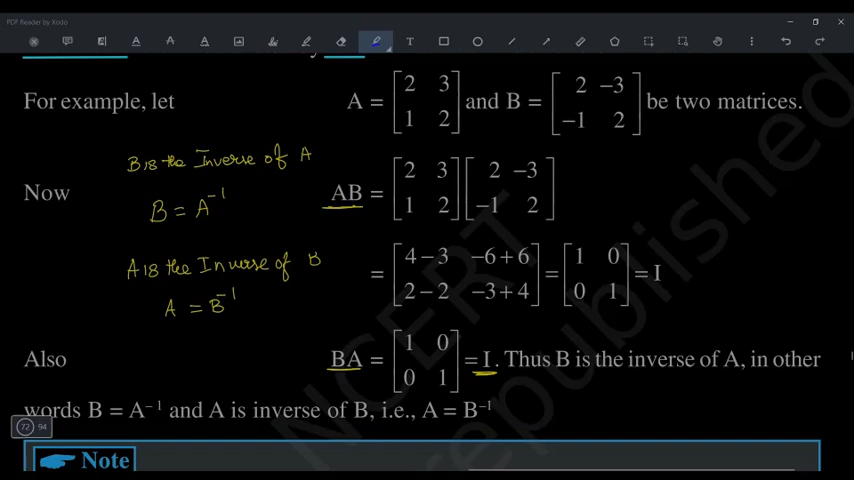 PDF Reader by Xodo
For example, let A = [2 3; 1 2] and B = [2 −3; −1 2] be two matrices.
B is the Inverse of A
Now AB = [2 3; 1 2] [2 −3; −1 2]
B = A⁻¹
A is the Inverse of B
= [4 − 3 −6 + 6; 2 − 2 −3 + 4] = [1 0; 0 1] = I
A = B⁻¹
Also BA = [1 0; 0 1] = I. Thus B is the inverse of A, in other
words B = A⁻¹ and A is inverse of B, i.e., A = B⁻¹
72 94
Note
NCERT
republished